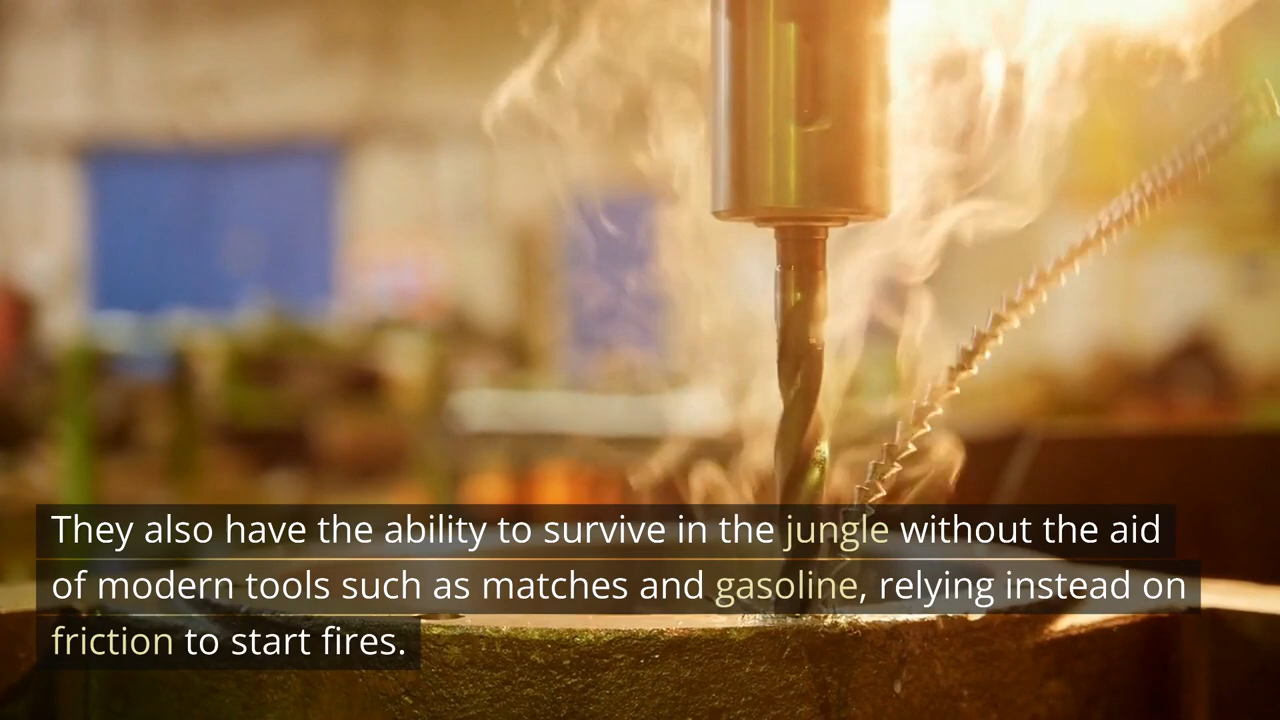 They also have the ability to survive in the jungle without the aid
of modern tools such as matches and gasoline, relying instead on
friction to start fires.